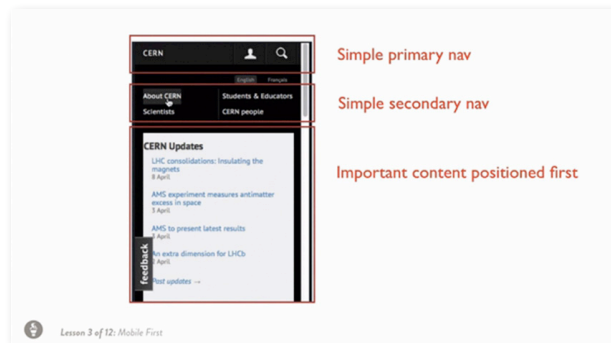 CERN
Simple primary nav
English Français
About CERN Students & Educators
Scientists CERN people
Simple secondary nav
CERN Updates
LHC consolidations: Insulating the
magnets
8 April
AMS experiment measures antimatter
excess in space
3 April
AMS to present latest results
3 April
An extra dimension for LHCb
April
Past updates →
feedback
Important content positioned first
Lesson 3 of 12: Mobile First